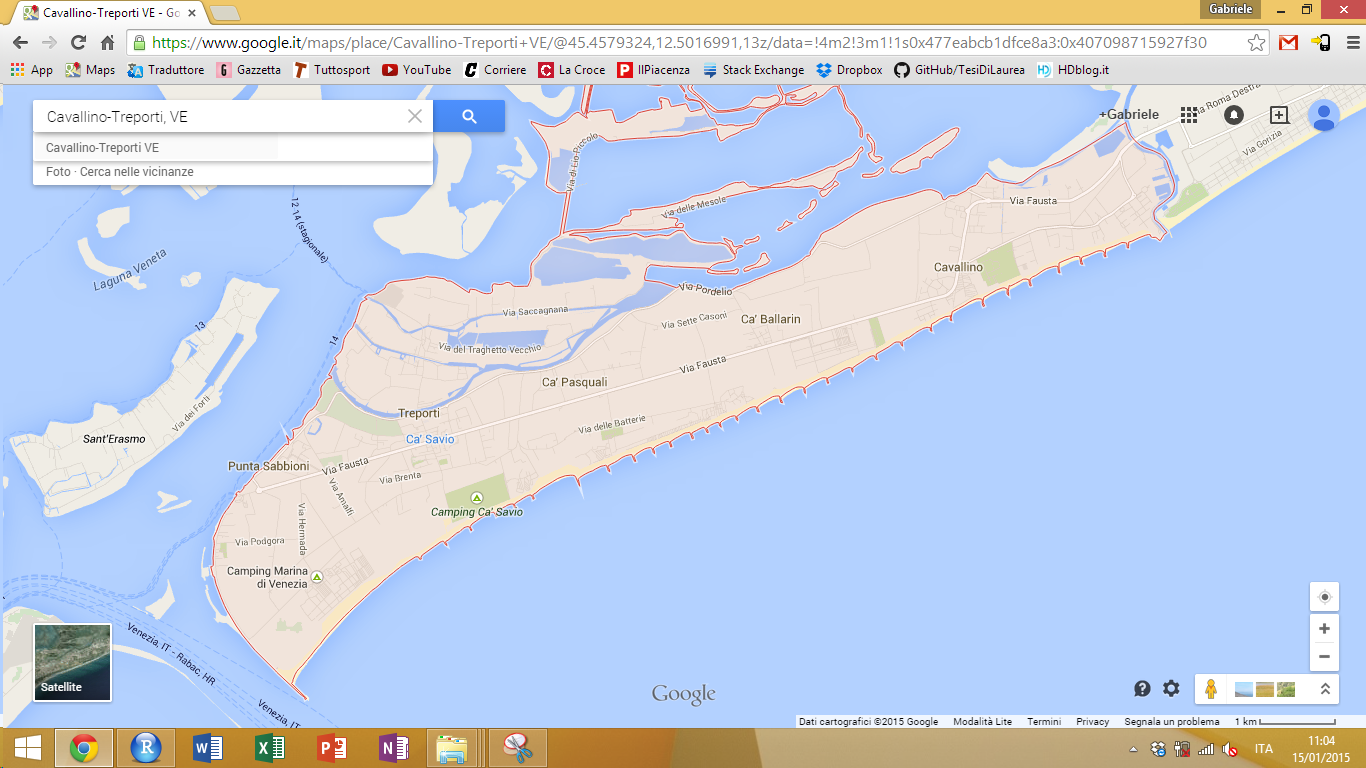 Cavallino-Treporti VE - Go
Gabriele
https://www.google.it/maps/place/Cavallino-Treporti+VE/@45.4579324,12.5016991,13z/data=!4m2!3m1!1s0x477eabcb1dfce8a3:0x407098715927f30
App Maps Traduttore Gazzetta Tuttosport YouTube Corriere La Croce IlPiacenza Stack Exchange Dropbox GitHub/TesiDiLaurea HDblog.it
Cavallino-Treporti, VE
Cavallino-Treporti VE
Foto · Cerca nelle vicinanze
+Gabriele
Via Roma Destra
Via Gorizia
Via di Lio Piccolo
Via delle Mesole
Via Fausta
12-14 (stagionale)
Laguna Veneta
Cavallino
Via Pordelio
Via Saccagnana
Via Sette Casoni
Ca' Ballarin
13
14
Via del Traghetto Vecchio
Via Fausta
Ca' Pasquali
Via dei Forti
Treporti
Via delle Batterie
Sant'Erasmo
Ca' Savio
Punta Sabbioni
Via Fausta
Via Brenta
Via Amalfi
Camping Ca' Savio
Via Hermada
Via Podgora
Camping Marina
di Venezia
Venezia, IT - Rabac, HR
Venezia, IT
Satellite
Google
Dati cartografici ©2015 Google Modalità Lite Termini Privacy Segnala un problema 1 km
ITA
11:04
15/01/2015